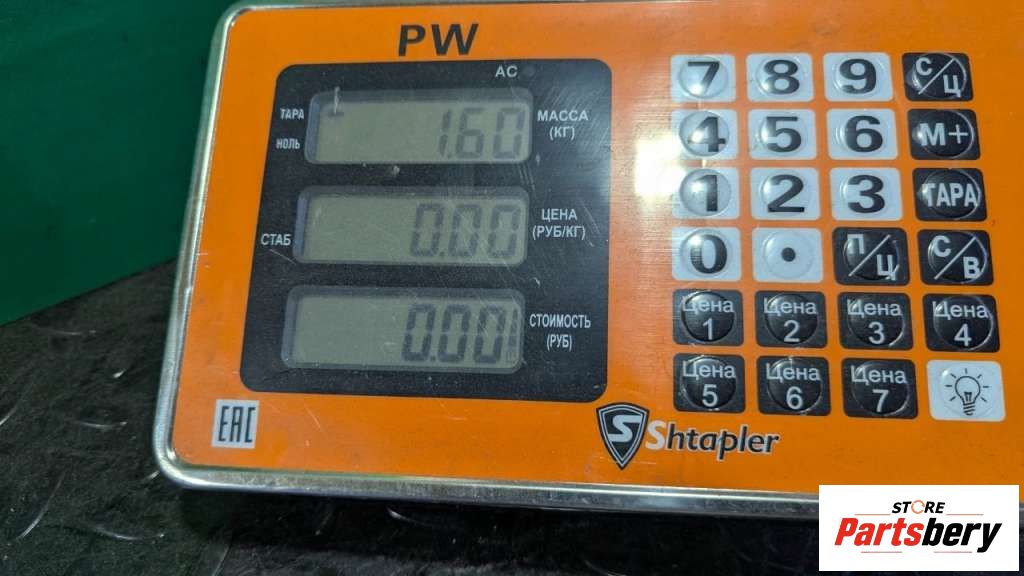 PW
AC
ТАРА
НОЛЬ
1.60
МАССА
(КГ)
СТАБ
0.00
ЦЕНА
(РУБ/КГ)
0.00
СТОИМОСТЬ
(РУБ)
7 8 9 С/Ц
4 5 6 М+
1 2 3 ТАРА
0 . П/Ц С/В
Цена 1 Цена 2 Цена 3 Цена 4
Цена 5 Цена 6 Цена 7
EAC
S Shtapler
STORE
Partsbery